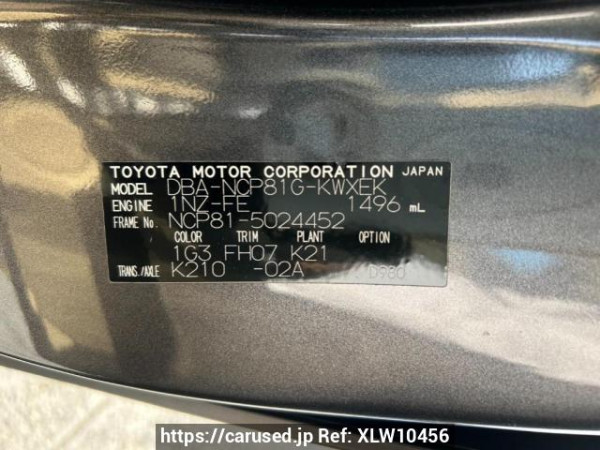 TOYOTA MOTOR CORPORATION JAPAN
MODEL DBA-NCP81G-KWXEK
ENGINE 1NZ-FE 1496 mL
FRAME No. NCP81-5024452
COLOR TRIM PLANT OPTION
1G3 FH07 K21
TRANS./AXLE K210 -02A
https://carused.jp Ref: XLW10456